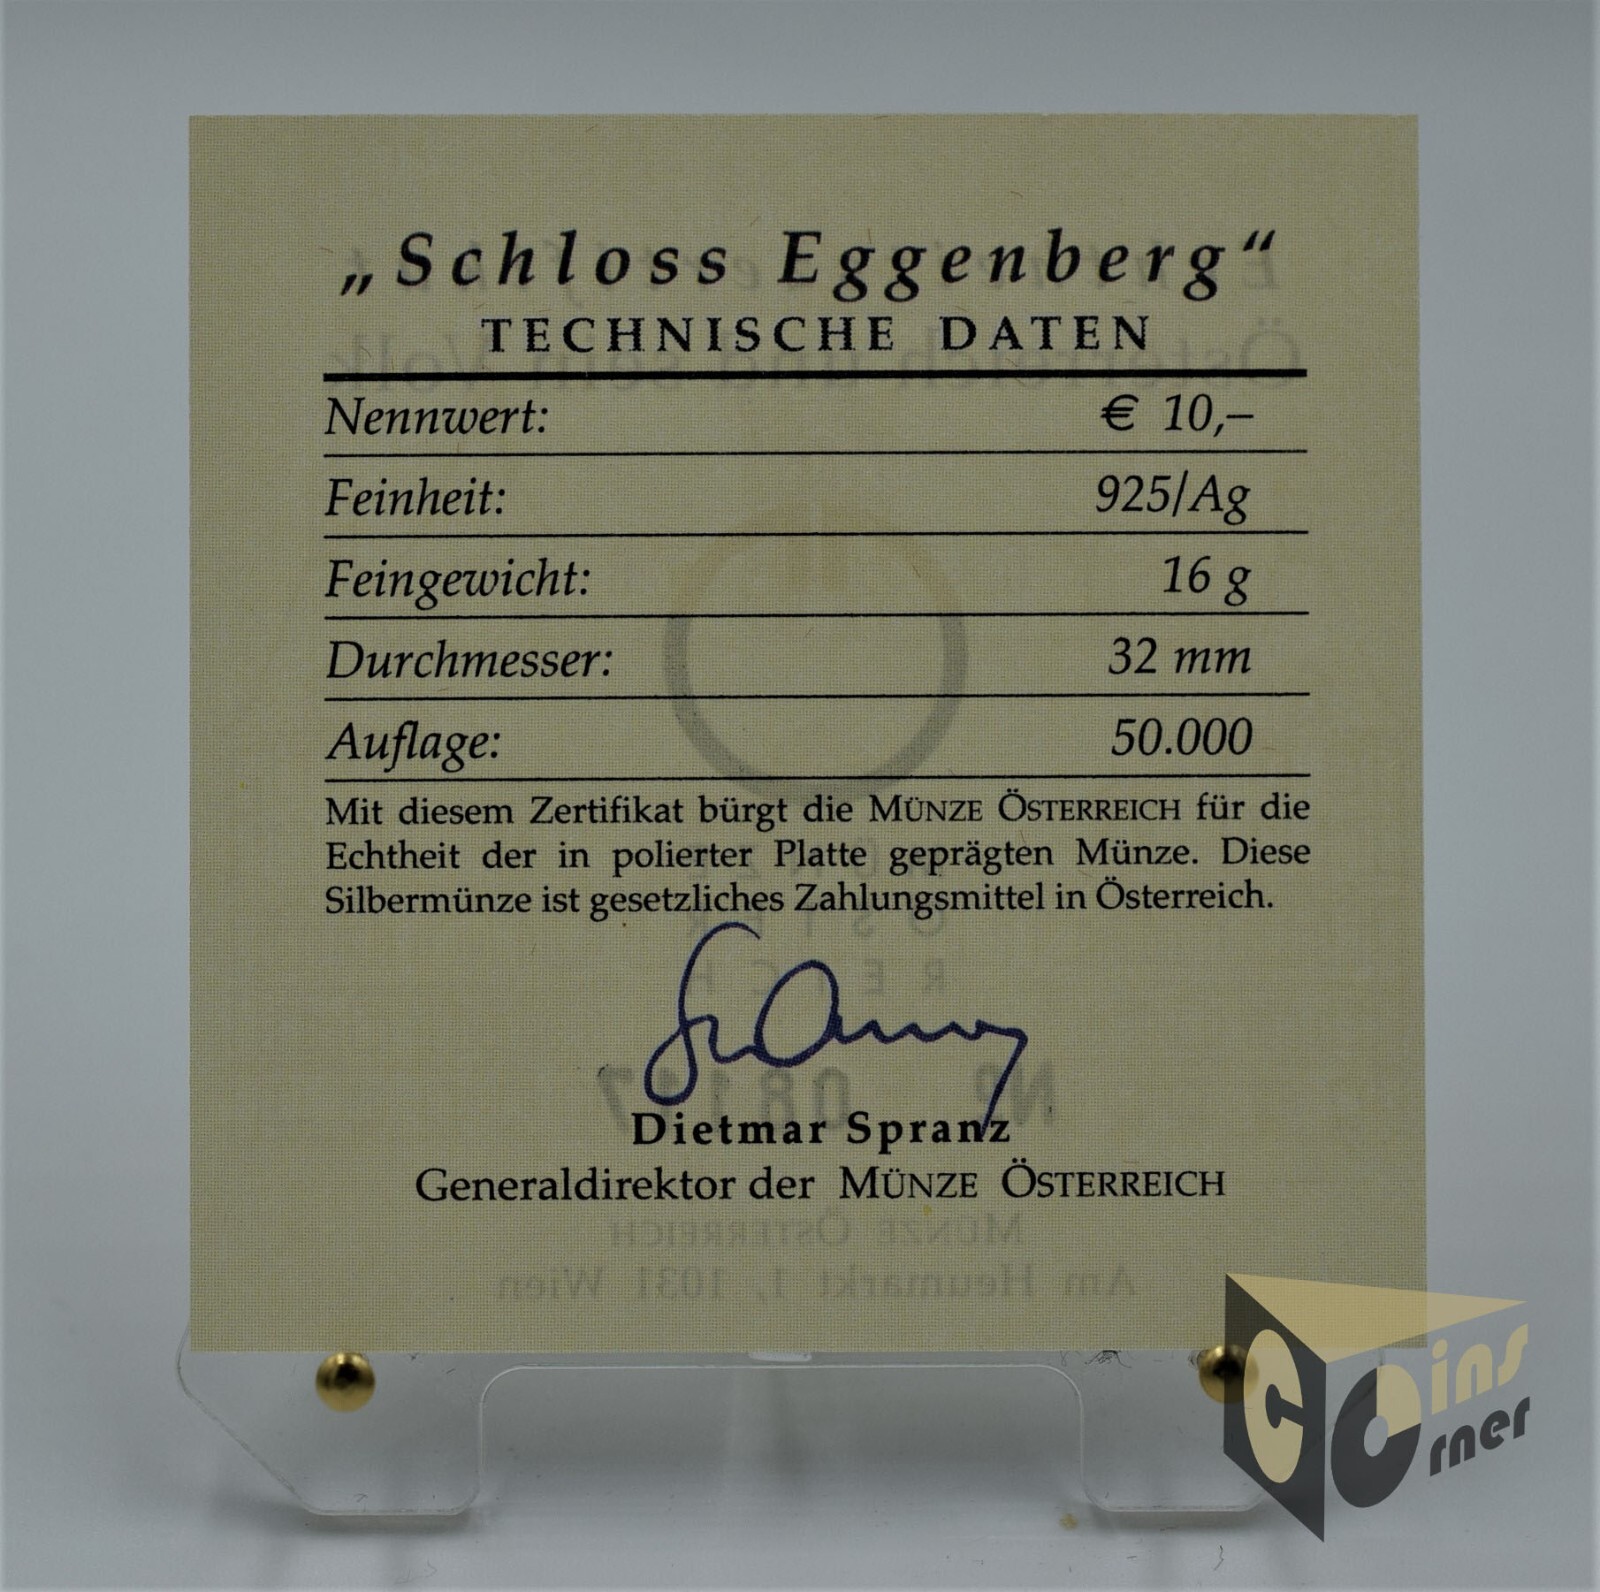 „Schloss Eggenberg“
TECHNISCHE DATEN
Nennwert: € 10,–
Feinheit: 925/Ag
Feingewicht: 16 g
Durchmesser: 32 mm
Auflage: 50.000
Mit diesem Zertifikat bürgt die MÜNZE ÖSTERREICH für die
Echtheit der in polierter Platte geprägten Münze. Diese
Silbermünze ist gesetzliches Zahlungsmittel in Österreich.
Dietmar Spranz
Generaldirektor der MÜNZE ÖSTERREICH
MÜNZE ÖSTERREICH
Am Heumarkt 1, 1031 Wien
Coins
Corner